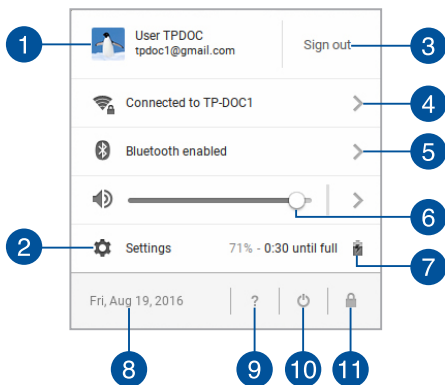 1
User TPDOC
tpdoc1@gmail.com
Sign out
3
Connected to TP-DOC1
4
Bluetooth enabled
5
6
2
Settings
71% - 0:30 until full
7
Fri, Aug 19, 2016
?
8
9
10
11